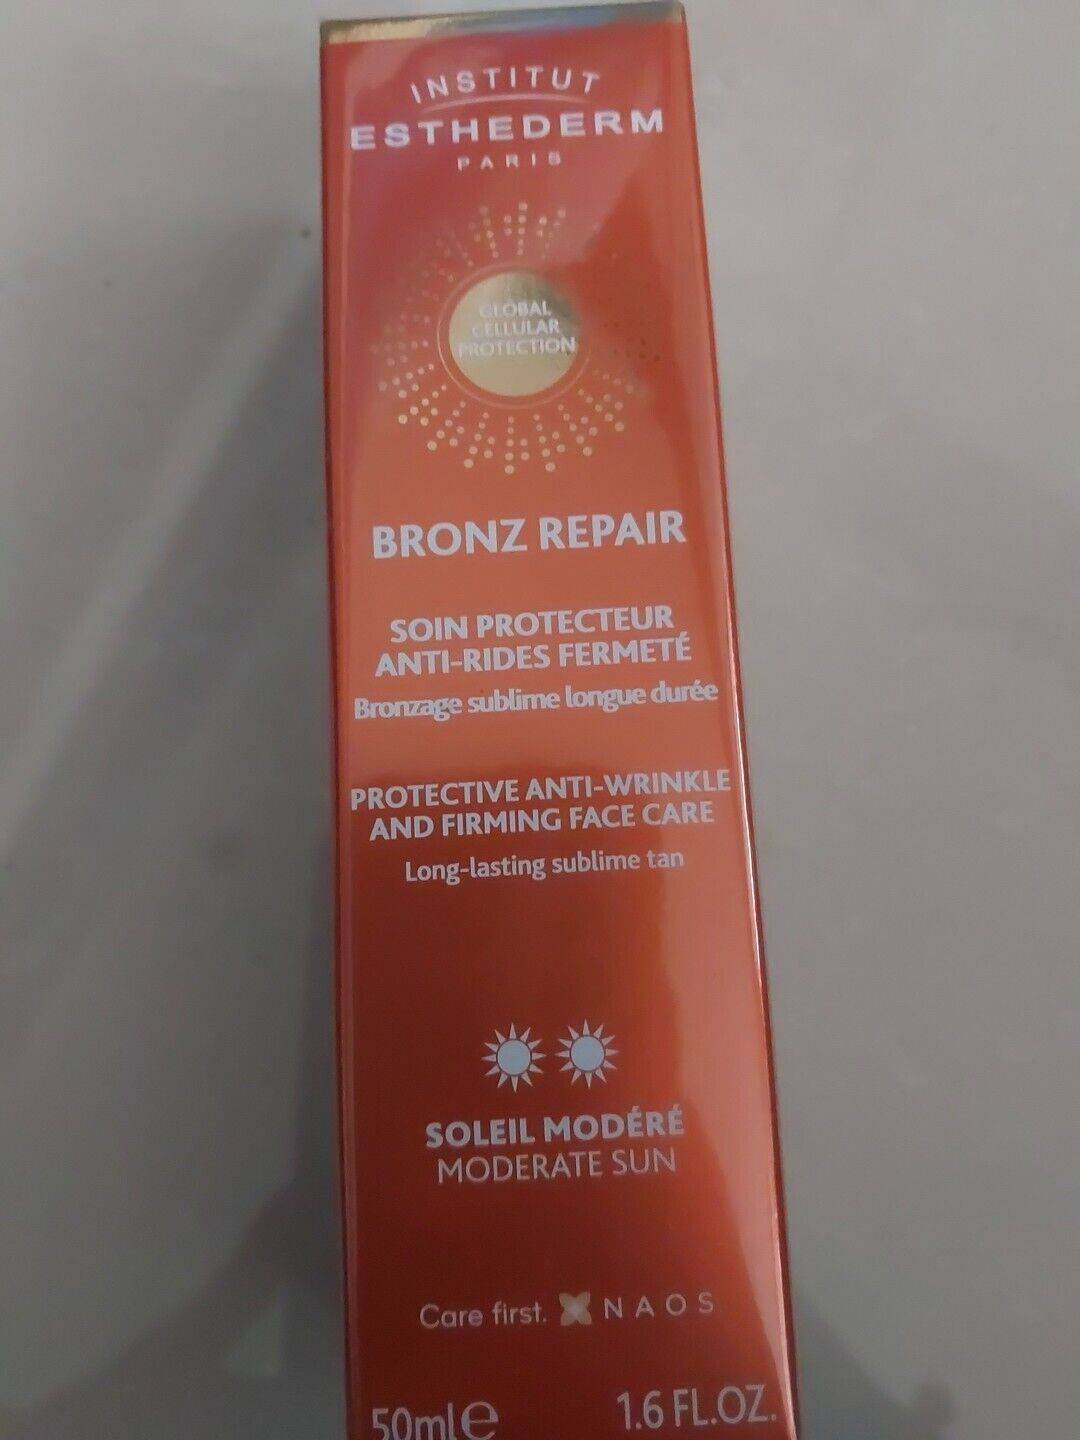 INSTITUT
ESTHEDERM
PARIS
GLOBAL
CELLULAR
PROTECTION
BRONZ REPAIR
SOIN PROTECTEUR
ANTI-RIDES FERMETÉ
Bronzage sublime longue durée
PROTECTIVE ANTI-WRINKLE
AND FIRMING FACE CARE
Long-lasting sublime tan
SOLEIL MODÉRÉ
MODERATE SUN
Care first. NAOS
50ml℮ 1.6 FL.OZ.